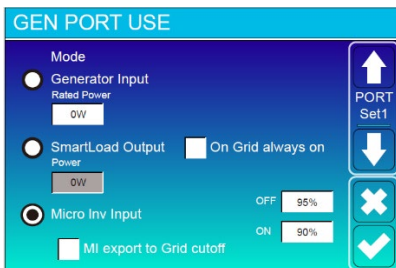 GEN PORT USE
Mode
Generator Input
Rated Power
0W
PORT
Set1
SmartLoad Output
On Grid always on
Power
0W
Micro Inv Input
OFF 95%
ON 90%
MI export to Grid cutoff